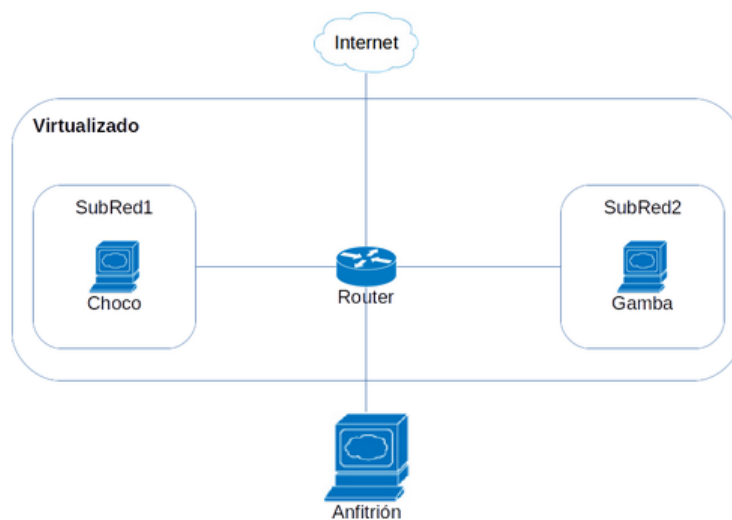 Internet
Virtualizado
SubRed1
SubRed2
Choco
Router
Gamba
Anfitrión